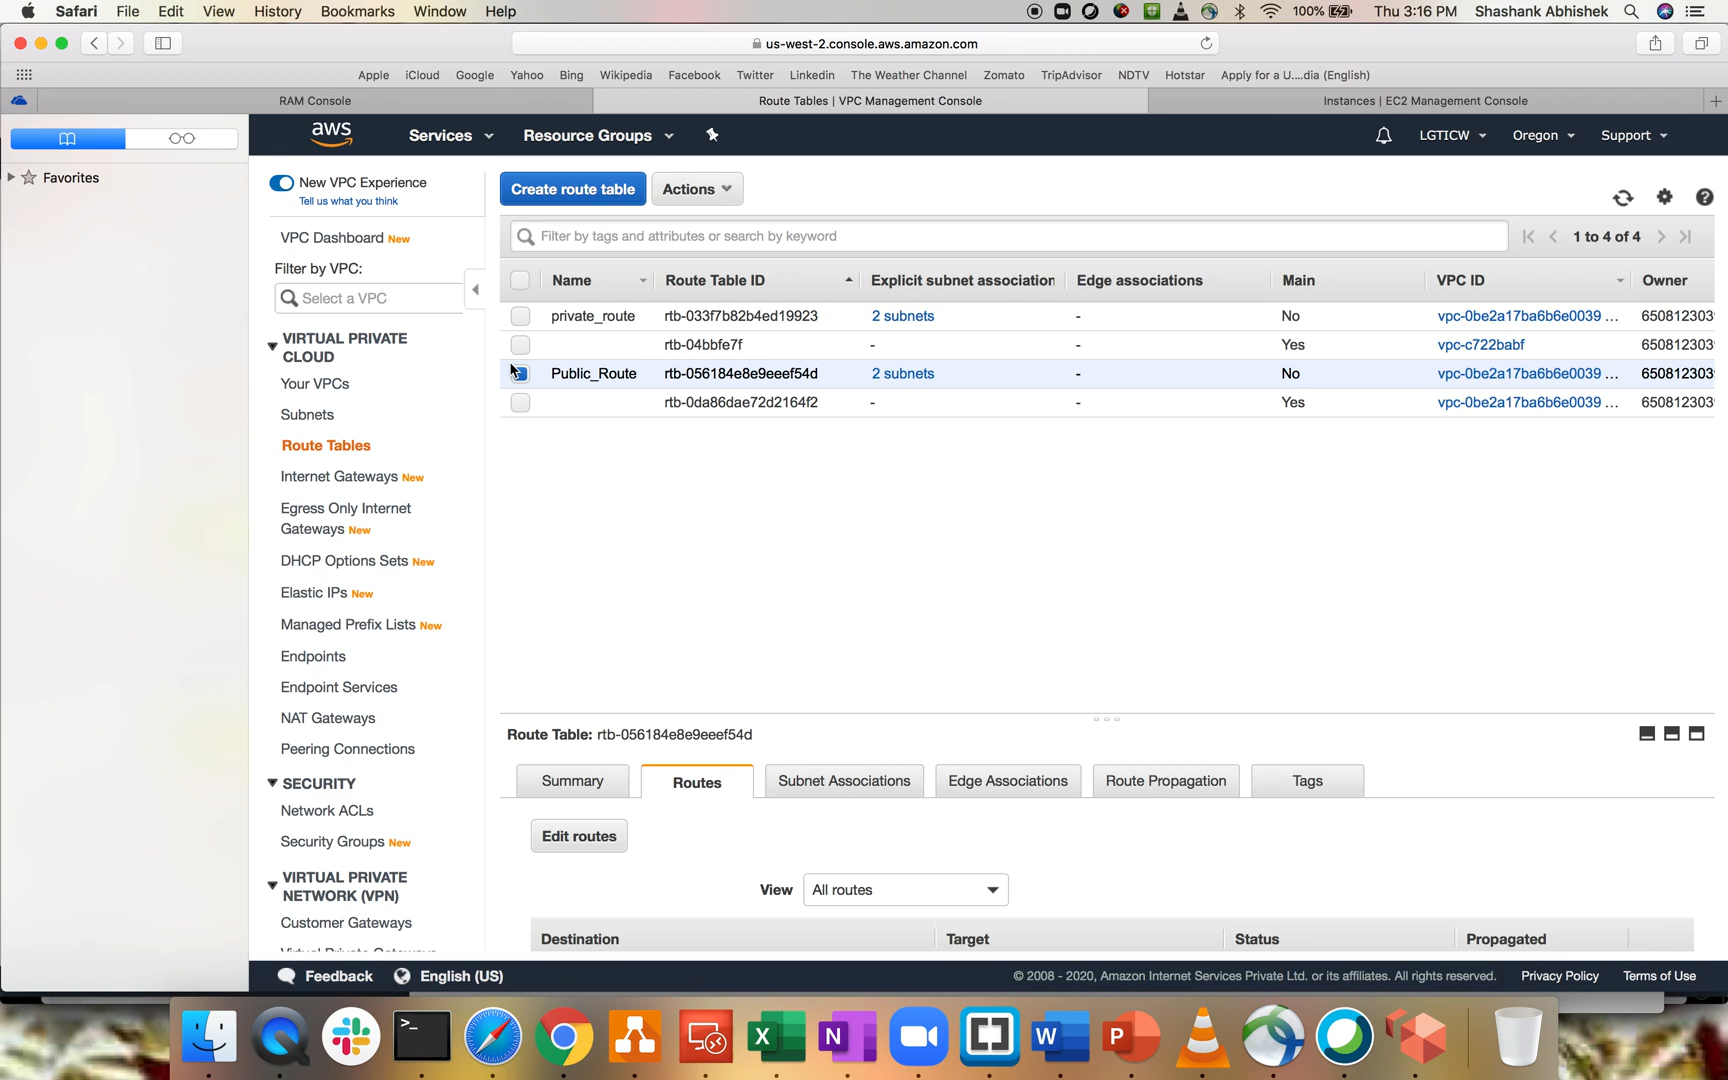 Safari File Edit View History Bookmarks Window Help 100% Thu 3:16 PM Shashank Abhishek
us-west-2.console.aws.amazon.com
Apple iCloud Google Yahoo Bing Wikipedia Facebook Twitter Linkedin The Weather Channel Zomato TripAdvisor NDTV Hotstar Apply for a U....dia (English)
RAM Console Route Tables | VPC Management Console Instances | EC2 Management Console
aws Services Resource Groups LGTICW Oregon Support
Favorites
New VPC Experience
Tell us what you think
Create route table Actions
VPC Dashboard New
Filter by tags and attributes or search by keyword 1 to 4 of 4
Filter by VPC:
Select a VPC
Name Route Table ID Explicit subnet association Edge associations Main VPC ID Owner
private_route rtb-033f7b82b4ed19923 2 subnets - No vpc-0be2a17ba6b6e0039 ... 6508123039
rtb-04bbfe7f - - Yes vpc-c722babf 6508123039
Public_Route rtb-056184e8e9eeef54d 2 subnets - No vpc-0be2a17ba6b6e0039 ... 6508123039
rtb-0da86dae72d2164f2 - - Yes vpc-0be2a17ba6b6e0039 ... 6508123039
VIRTUAL PRIVATE
CLOUD
Your VPCs
Subnets
Route Tables
Internet Gateways New
Egress Only Internet
Gateways New
DHCP Options Sets New
Elastic IPs New
Managed Prefix Lists New
Endpoints
Endpoint Services
NAT Gateways
Peering Connections
SECURITY
Network ACLs
Security Groups New
VIRTUAL PRIVATE
NETWORK (VPN)
Customer Gateways
Route Table: rtb-056184e8e9eeef54d
Summary Routes Subnet Associations Edge Associations Route Propagation Tags
Edit routes
View All routes
Destination Target Status Propagated
Feedback English (US) © 2008 - 2020, Amazon Internet Services Private Ltd. or its affiliates. All rights reserved. Privacy Policy Terms of Use